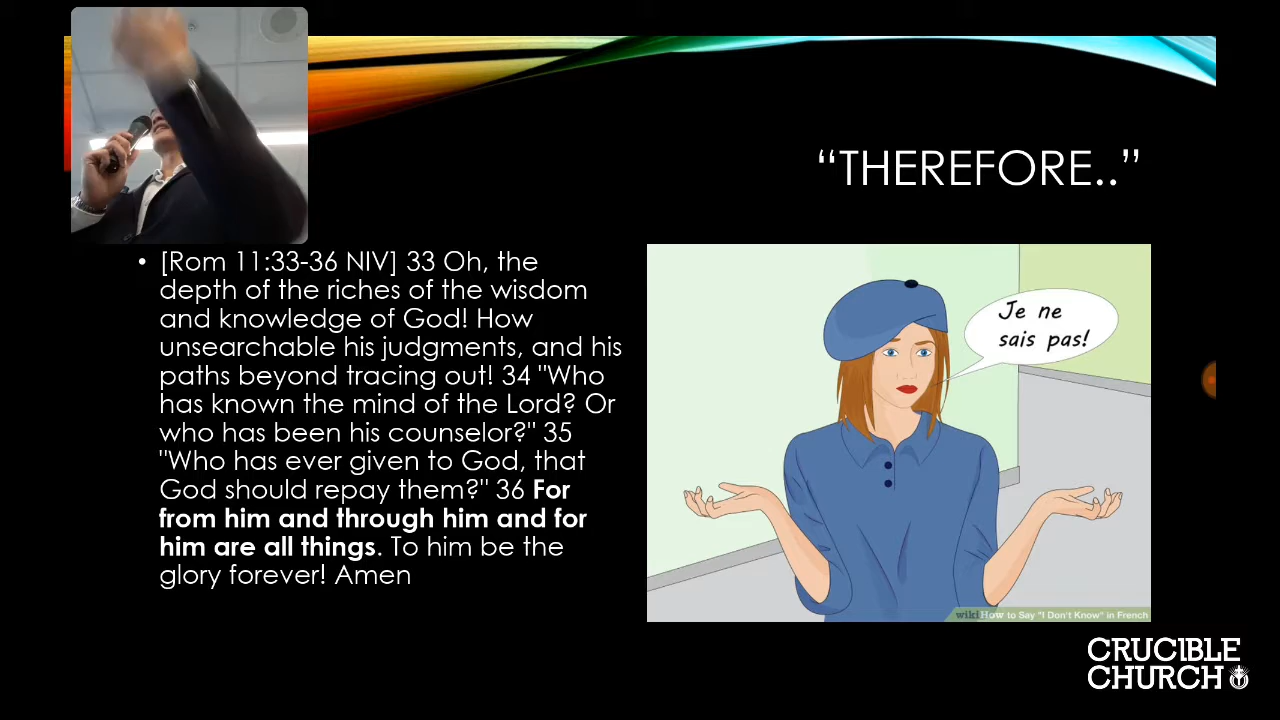 “THEREFORE..”
• [Rom 11:33-36 NIV] 33 Oh, the
depth of the riches of the wisdom
and knowledge of God! How
unsearchable his judgments, and his
paths beyond tracing out! 34 "Who
has known the mind of the Lord? Or
who has been his counselor?" 35
"Who has ever given to God, that
God should repay them?" 36 For
from him and through him and for
him are all things. To him be the
glory forever! Amen
Je ne
sais pas!
wikiHow to Say "I Don't Know" in French
CRUCIBLE
CHURCH